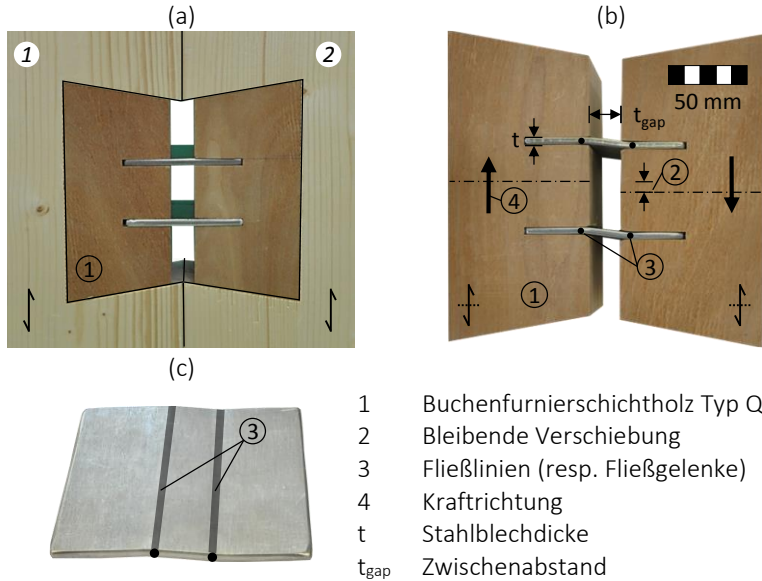 (a)
1
2
1
(b)
50 mm
t_gap
t
2
4
3
1
(c)
3
1 Buchenfurnierschichtholz Typ Q
2 Bleibende Verschiebung
3 Fließlinien (resp. Fließgelenke)
4 Kraftrichtung
t Stahlblechdicke
t_gap Zwischenabstand